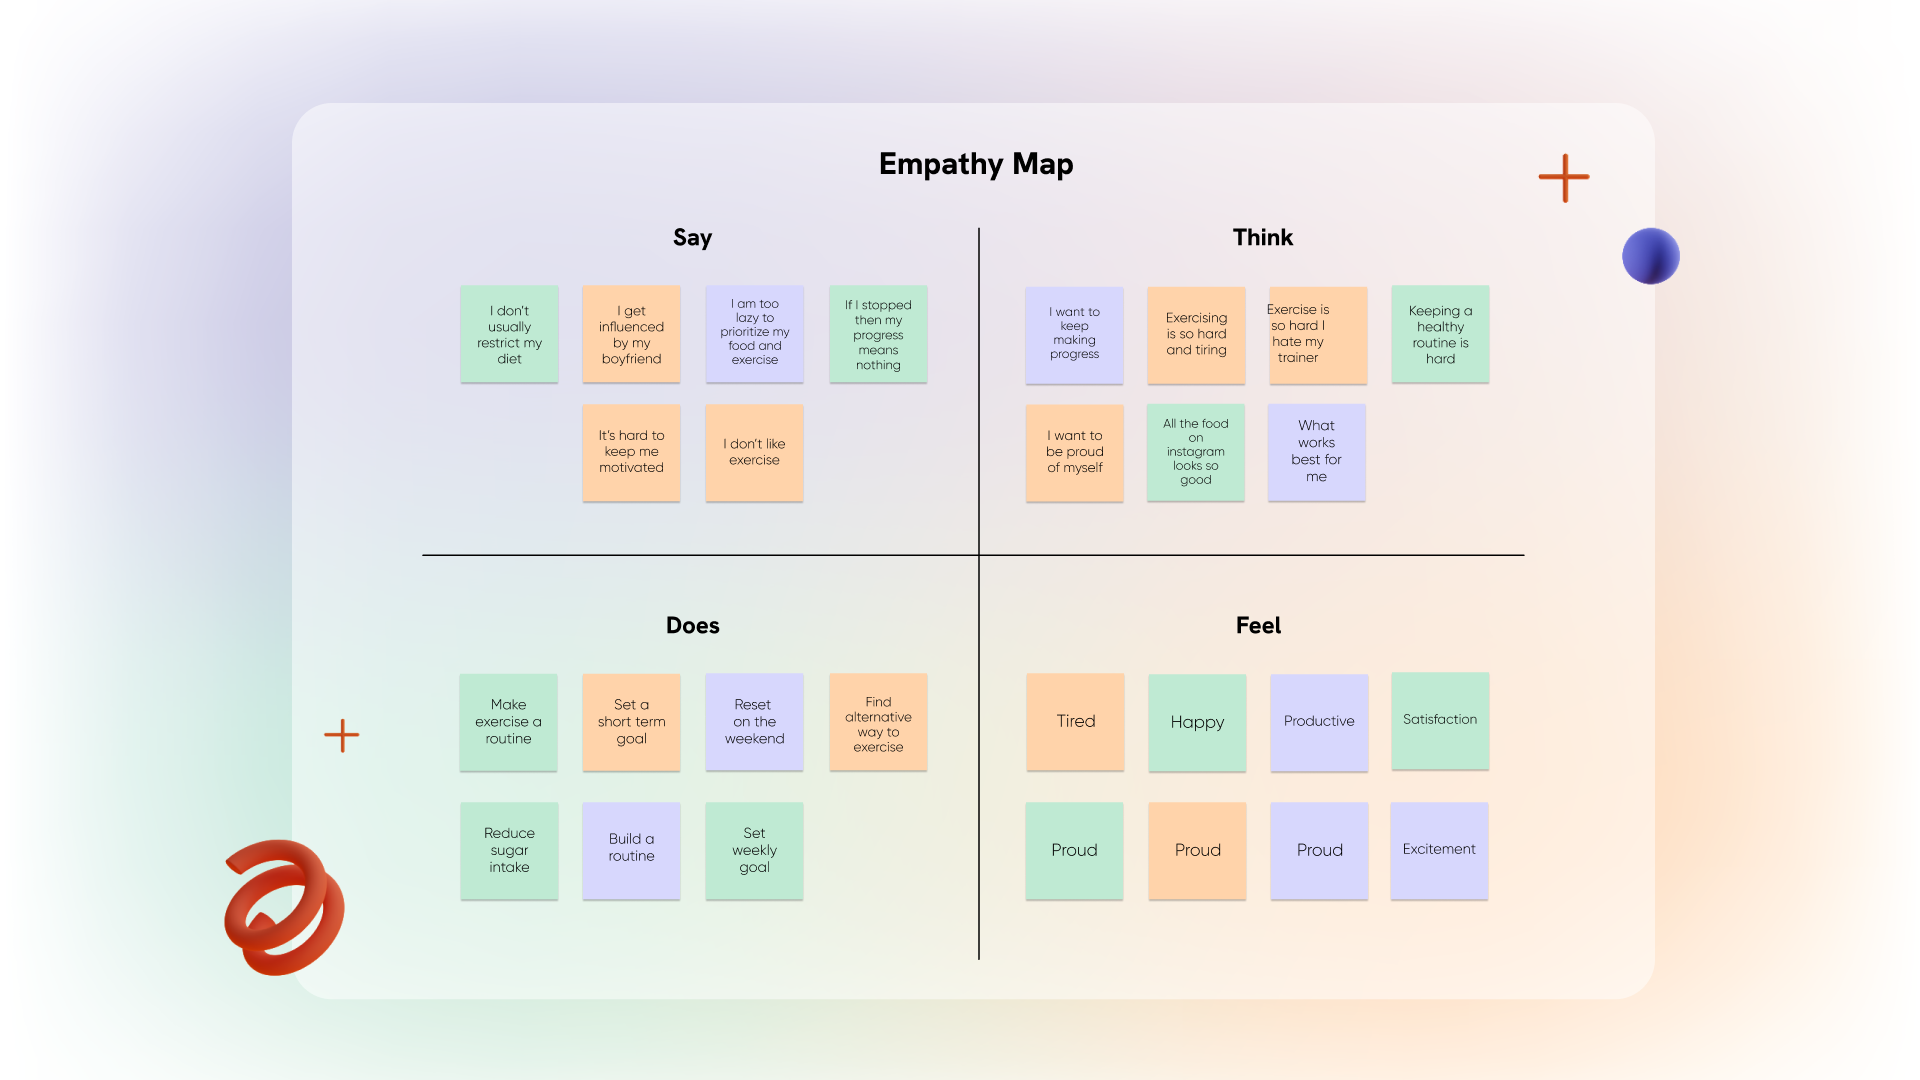 Empathy Map
Say
I don't
usually
restrict my
diet
I get
influenced
by my
boyfriend
I am too
lazy to
prioritize my
food and
exercise
If I stopped
then my
progress
means
nothing
It's hard to
keep me
motivated
I don't like
exercise
Think
I want to
keep
making
progress
Exercising
is so hard
and tiring
Exercise is
so hard I
hate my
trainer
Keeping a
healthy
routine is
hard
I want to
be proud
of myself
All the food
on
instagram
looks so
good
What
works
best for
me
Does
Make
exercise a
routine
Set a
short term
goal
Reset
on the
weekend
Find
alternative
way to
exercise
Reduce
sugar
intake
Build a
routine
Set
weekly
goal
Feel
Tired
Happy
Productive
Satisfaction
Proud
Proud
Proud
Excitement